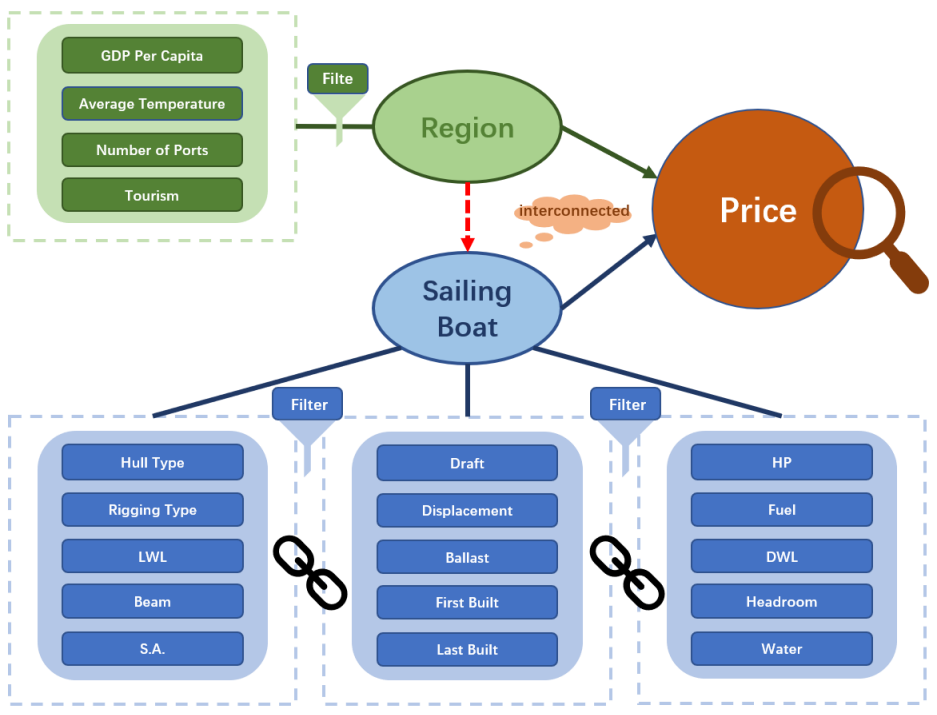 GDP Per Capita
Average Temperature
Number of Ports
Tourism
Filte
Region
interconnected
Price
Sailing
Boat
Filter
Filter
Hull Type
Rigging Type
LWL
Beam
S.A.
Draft
Displacement
Ballast
First Built
Last Built
HP
Fuel
DWL
Headroom
Water